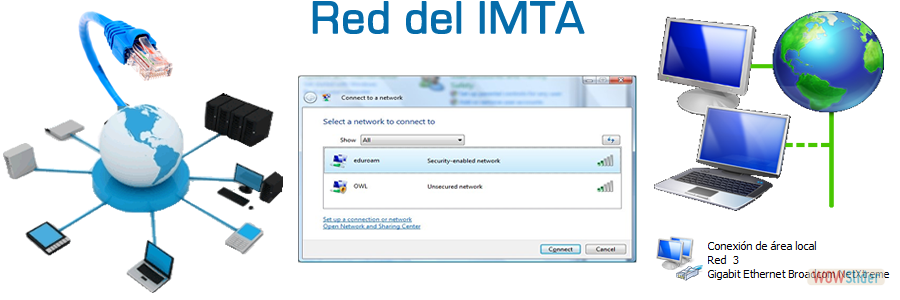 Red del IMTA
Connect to a network
Select a network to connect to
Show All
eduroam Security-enabled network
OWL Unsecured network
Set up a connection or network
Open Network and Sharing Center
Connect Cancel
Conexión de área local
Red 3
Gigabit Ethernet Broadcom NetXtreme
WOWSlider